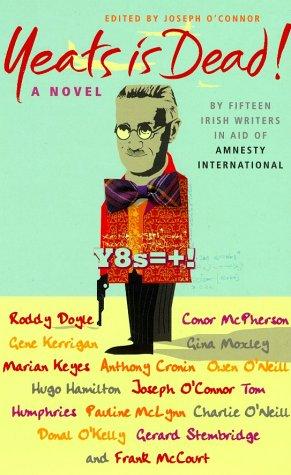 EDITED BY JOSEPH O'CONNOR
Yeats is Dead!
A NOVEL
BY FIFTEEN
IRISH WRITERS
IN AID OF
AMNESTY
INTERNATIONAL
Y8s=+!
Roddy Doyle Conor McPherson
Gene Kerrigan Gina Moxley
Marian Keyes Anthony Cronin Owen O'Neill
Hugo Hamilton Joseph O'Connor Tom
Humphries Pauline McLynn Charlie O'Neill
Donal O'Kelly Gerard Stembridge
and Frank McCourt